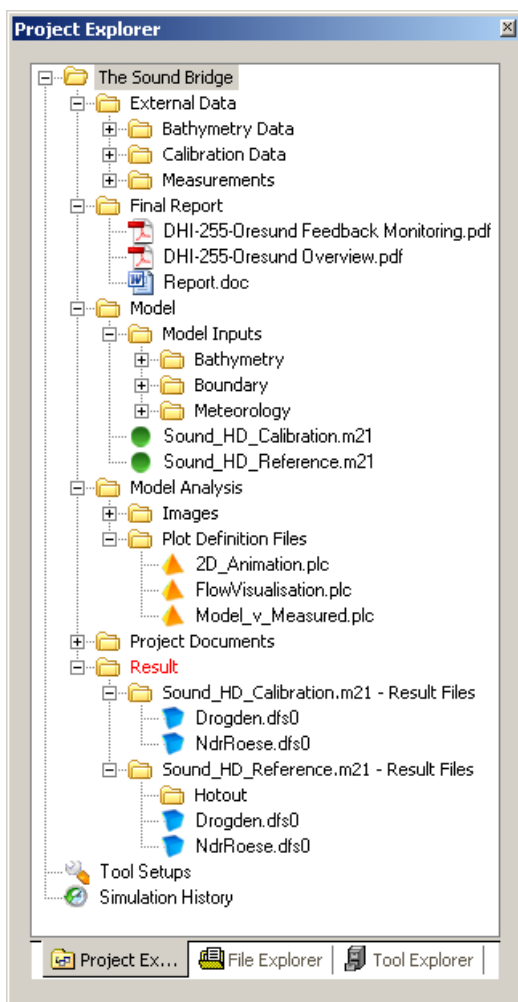 Project Explorer
The Sound Bridge
External Data
Bathymetry Data
Calibration Data
Measurements
Final Report
DHI-255-Oresund Feedback Monitoring.pdf
DHI-255-Oresund Overview.pdf
Report.doc
Model
Model Inputs
Bathymetry
Boundary
Meteorology
Sound_HD_Calibration.m21
Sound_HD_Reference.m21
Model Analysis
Images
Plot Definition Files
2D_Animation.plc
FlowVisualisation.plc
Model_v_Measured.plc
Project Documents
Result
Sound_HD_Calibration.m21 - Result Files
Drogden.dfs0
NdrRoese.dfs0
Sound_HD_Reference.m21 - Result Files
Hotout
Drogden.dfs0
NdrRoese.dfs0
Tool Setups
Simulation History
Project Ex... File Explorer Tool Explorer